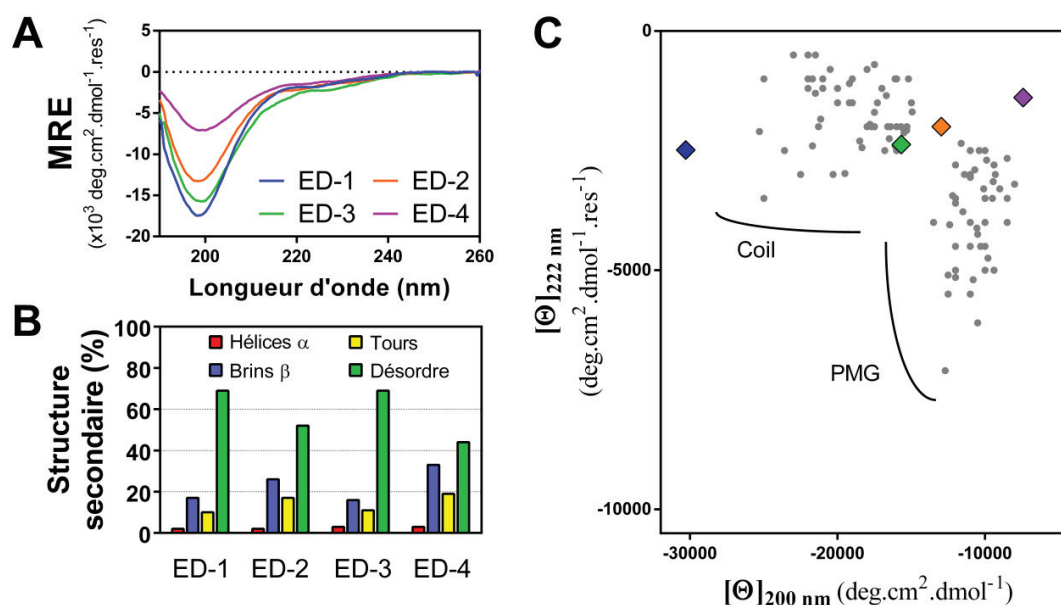 A
MRE
(x10³ deg.cm².dmol⁻¹.res⁻¹)
5
0
-5
-10
-15
-20
ED-1
ED-2
ED-3
ED-4
200
220
240
260
Longueur d'onde (nm)
B
Structure
secondaire (%)
100
80
60
40
20
0
Hélices α
Tours
Brins β
Désordre
ED-1
ED-2
ED-3
ED-4
C
[Θ]222 nm
(deg.cm².dmol⁻¹.res⁻¹)
-0
-5000
-10000
Coil
PMG
-30000
-20000
-10000
[Θ]200 nm (deg.cm².dmol⁻¹)